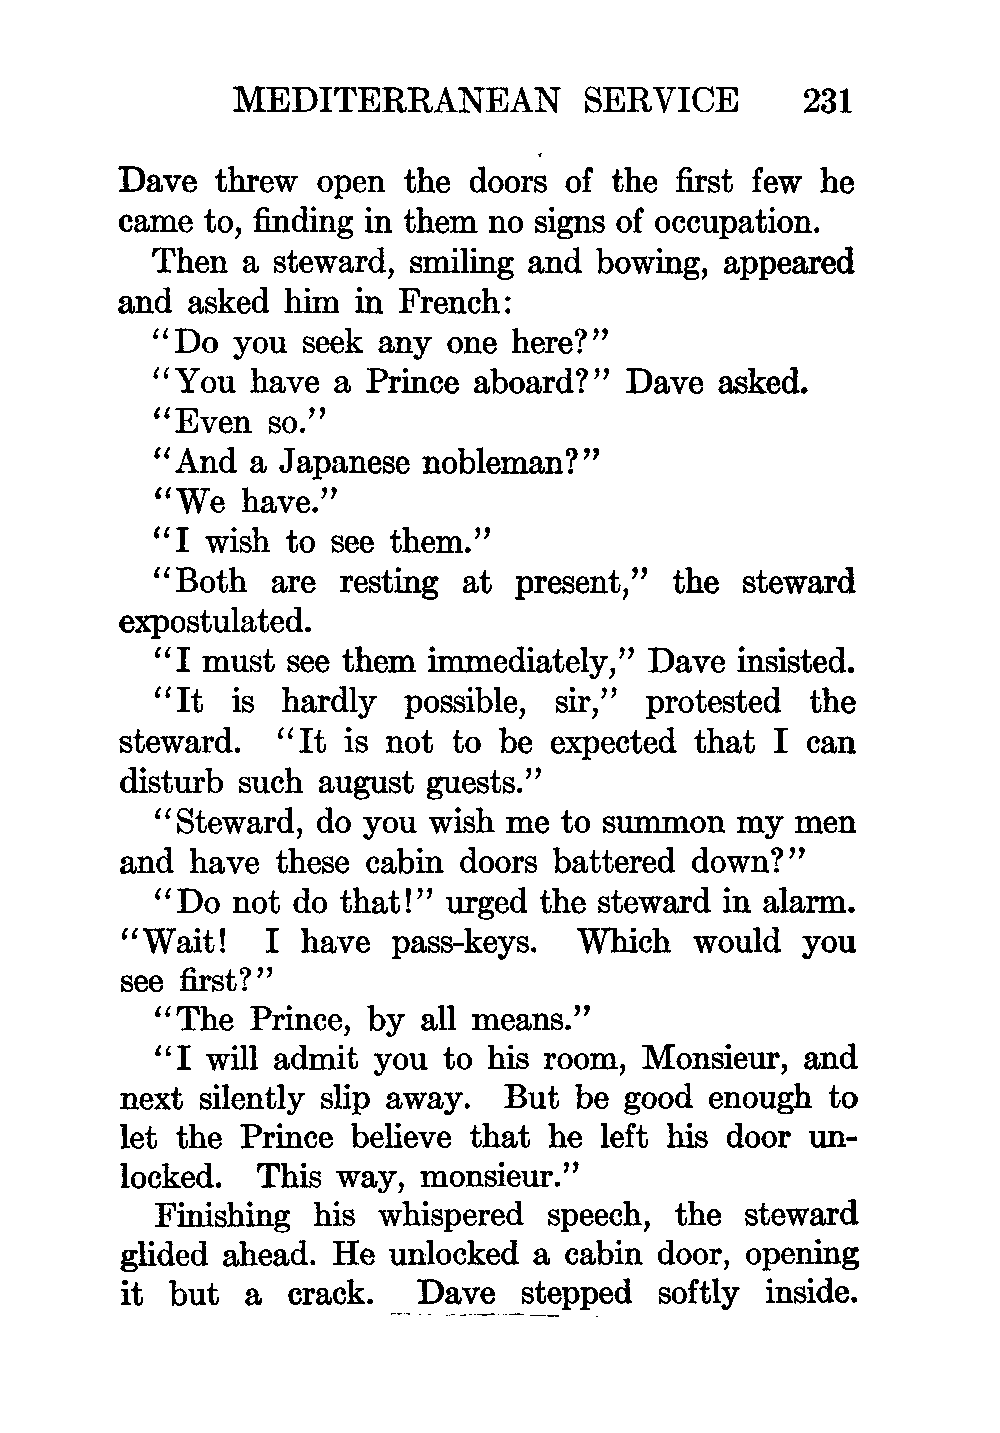 MEDITERRANEAN SERVICE 231
Dave threw open the doors of the first few he
came to, finding in them no signs of occupation.
Then a steward, smiling and bowing, appeared
and asked him in French:
"Do you seek any one here?"
"You have a Prince aboard?" Dave asked.
"Even so."
"And a Japanese nobleman?"
"We have."
"I wish to see them."
"Both are resting at present," the steward
expostulated.
"I must see them immediately," Dave insisted.
"It is hardly possible, sir," protested the
steward. "It is not to be expected that I can
disturb such august guests."
"Steward, do you wish me to summon my men
and have these cabin doors battered down?"
"Do not do that!" urged the steward in alarm.
"Wait! I have pass-keys. Which would you
see first?"
"The Prince, by all means."
"I will admit you to his room, Monsieur, and
next silently slip away. But be good enough to
let the Prince believe that he left his door un-
locked. This way, monsieur."
Finishing his whispered speech, the steward
glided ahead. He unlocked a cabin door, opening
it but a crack. Dave stepped softly inside.